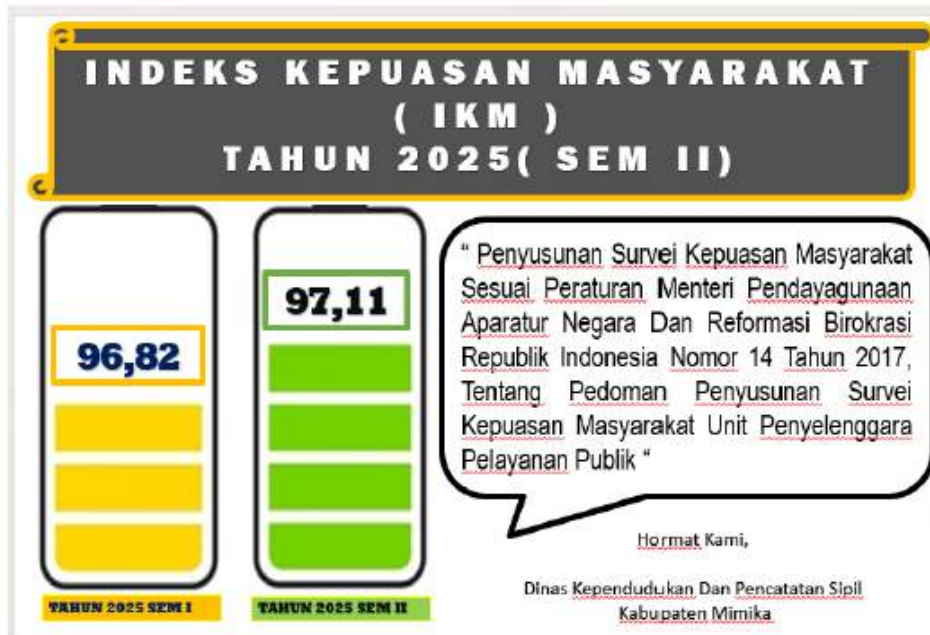 INDEKS KEPUASAN MASYARAKAT
( IKM )
TAHUN 2025( SEM II)
96,82
97,11
“ Penyusunan Survei Kepuasan Masyarakat
Sesuai Peraturan Menteri Pendayagunaan
Aparatur Negara Dan Reformasi Birokrasi
Republik Indonesia Nomor 14 Tahun 2017,
Tentang Pedoman Penyusunan Survei
Kepuasan Masyarakat Unit Penyelenggara
Pelayanan Publik “
TAHUN 2025 SEM I
TAHUN 2025 SEM II
Hormat Kami,
Dinas Kependudukan Dan Pencatatan Sipil
Kabupaten Mimika